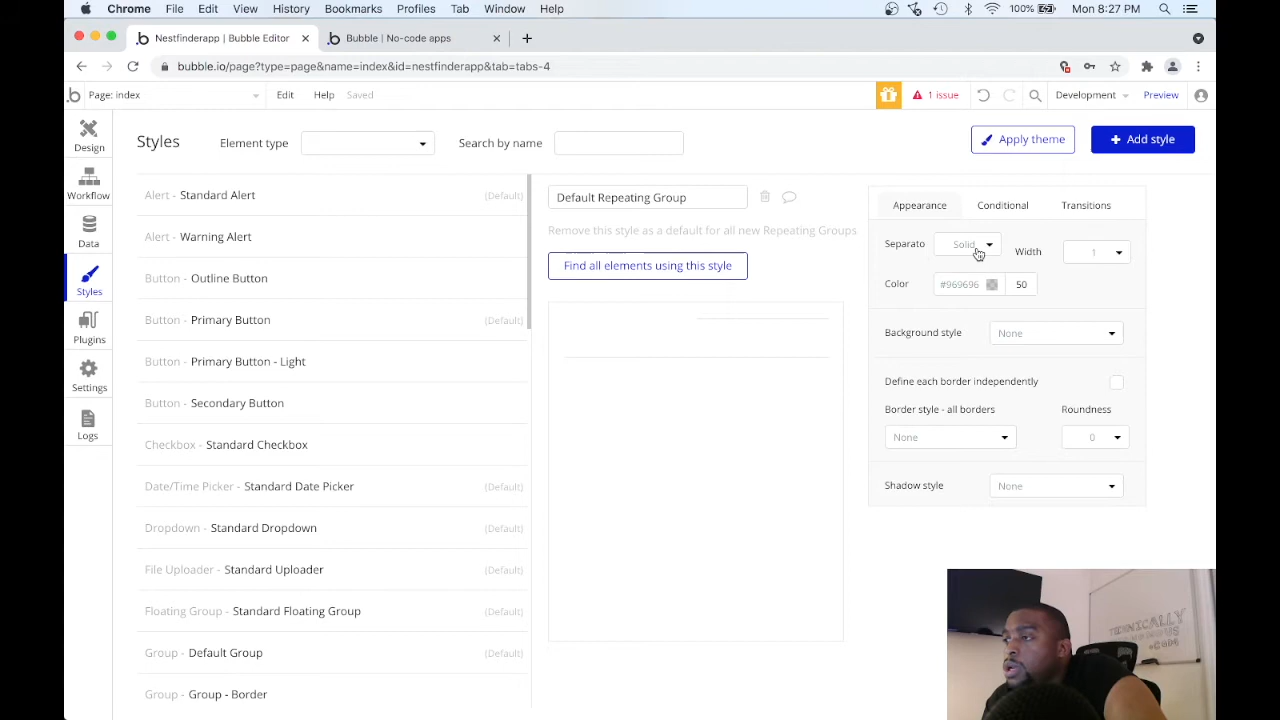 Chrome File Edit View History Bookmarks Profiles Tab Window Help 100% Mon 8:27 PM
Nestfinderapp | Bubble Editor Bubble | No-code apps
bubble.io/page?type=page&name=index&id=nestfinderapp&tab=tabs-4
Page: index Edit Help Saved 1 issue Development Preview
Design
Workflow
Data
Styles
Plugins
Settings
Logs
Styles Element type Search by name Apply theme + Add style
Alert - Standard Alert (Default)
Alert - Warning Alert
Button - Outline Button
Button - Primary Button (Default)
Button - Primary Button - Light
Button - Secondary Button
Checkbox - Standard Checkbox
Date/Time Picker - Standard Date Picker (Default)
Dropdown - Standard Dropdown (Default)
File Uploader - Standard Uploader (Default)
Floating Group - Standard Floating Group (Default)
Group - Default Group (Default)
Group - Group - Border
Default Repeating Group
Remove this style as a default for all new Repeating Groups
Find all elements using this style
Appearance Conditional Transitions
Separato Solid Width 1
Color #969696 50
Background style None
Define each border independently
Border style - all borders Roundness
None 0
Shadow style None
TECHNICALLY
.COM